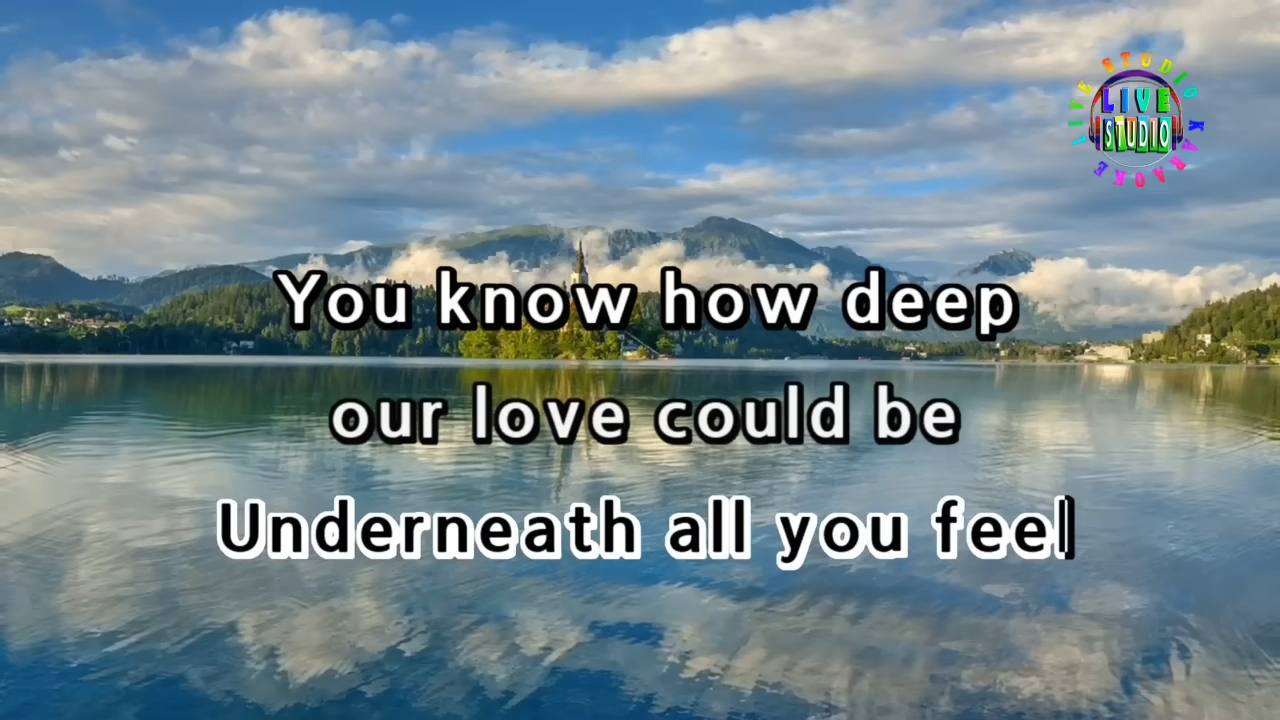 LIVE STUDIO KARAOKE
LIVE
STUDIO
You know how deep
our love could be
Underneath all you feel